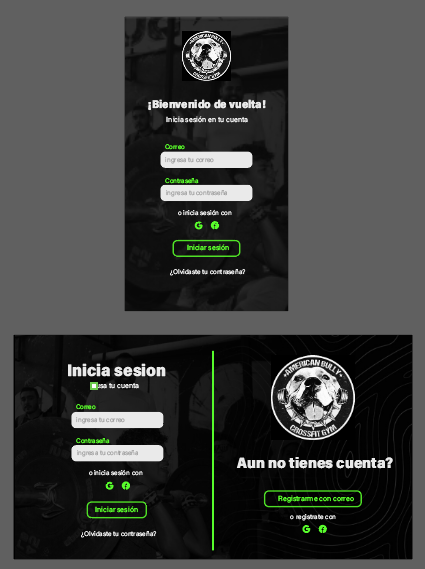 AMERICAN BULLY
CROSSFIT GYM
¡Bienvenido de vuelta!
Inicia sesión en tu cuenta
Correo
ingresa tu correo
Contraseña
ingresa tu contraseña
o inicia sesión con
Iniciar sesión
¿Olvidaste tu contraseña?
Inicia sesion
usa tu cuenta
Correo
ingresa tu correo
Contraseña
ingresa tu contraseña
o inicia sesión con
Iniciar sesión
¿Olvidaste tu contraseña?
AMERICAN BULLY
CROSSFIT GYM
Aun no tienes cuenta?
Registrarme con correo
o registrate con